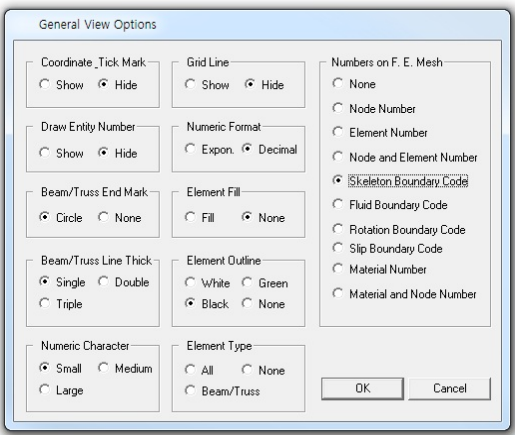 General View Options
Coordinate _Tick Mark
Show Hide
Draw Entity Number
Show Hide
Beam/Truss End Mark
Circle None
Beam/Truss Line Thick
Single Double
Triple
Numeric Character
Small Medium
Large
Grid Line
Show Hide
Numeric Format
Expon. Decimal
Element Fill
Fill None
Element Outline
White Green
Black None
Element Type
All None
Beam/Truss
Numbers on F. E. Mesh
None
Node Number
Element Number
Node and Element Number
Skeleton Boundary Code
Fluid Boundary Code
Rotation Boundary Code
Slip Boundary Code
Material Number
Material and Node Number
OK Cancel